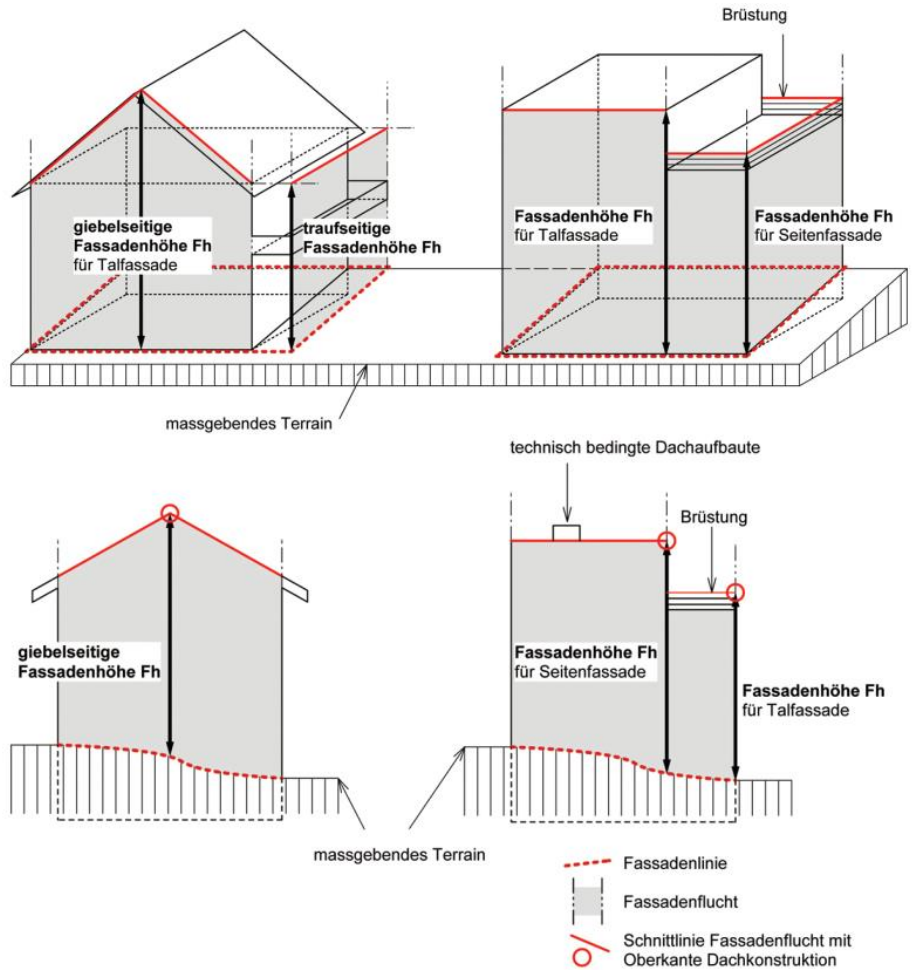 Brüstung
giebelseitige
Fassadenhöhe Fh
für Talfassade
traufseitige
Fassadenhöhe Fh
Fassadenhöhe Fh
für Talfassade
Fassadenhöhe Fh
für Seitenfassade
massgebendes Terrain
technisch bedingte Dachaufbaute
Brüstung
giebelseitige
Fassadenhöhe Fh
Fassadenhöhe Fh
für Seitenfassade
Fassadenhöhe Fh
für Talfassade
massgebendes Terrain
Fassadenlinie
Fassadenflucht
Schnittlinie Fassadenflucht mit
Oberkante Dachkonstruktion